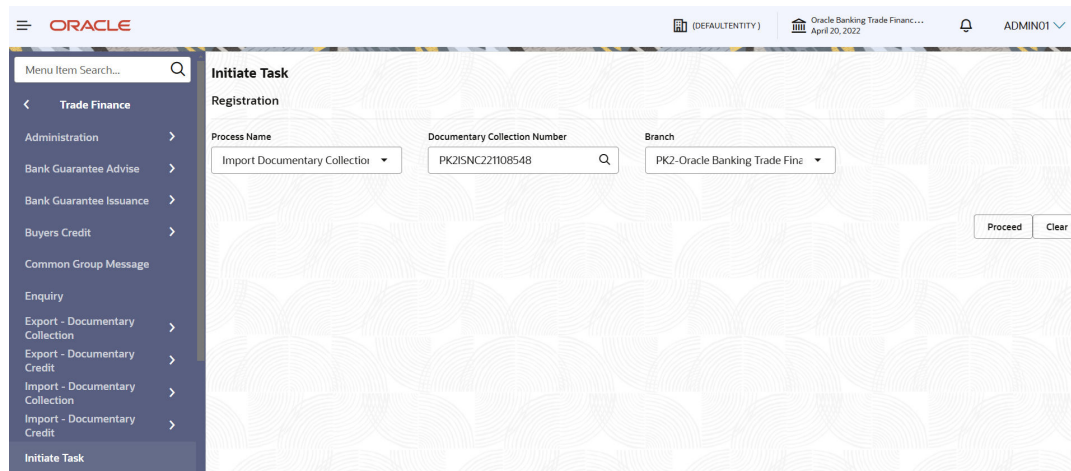 ORACLE
(DEFAULTENTITY)
Oracle Banking Trade Financ...
April 20, 2022
ADMIN01
Menu Item Search...
Trade Finance
Administration
Bank Guarantee Advise
Bank Guarantee Issuance
Buyers Credit
Common Group Message
Enquiry
Export - Documentary
Collection
Export - Documentary
Credit
Import - Documentary
Collection
Import - Documentary
Credit
Initiate Task
Initiate Task
Registration
Process Name
Documentary Collection Number
Branch
Import Documentary Collection
PK2ISNC221108548
PK2-Oracle Banking Trade Fina
Proceed
Clear